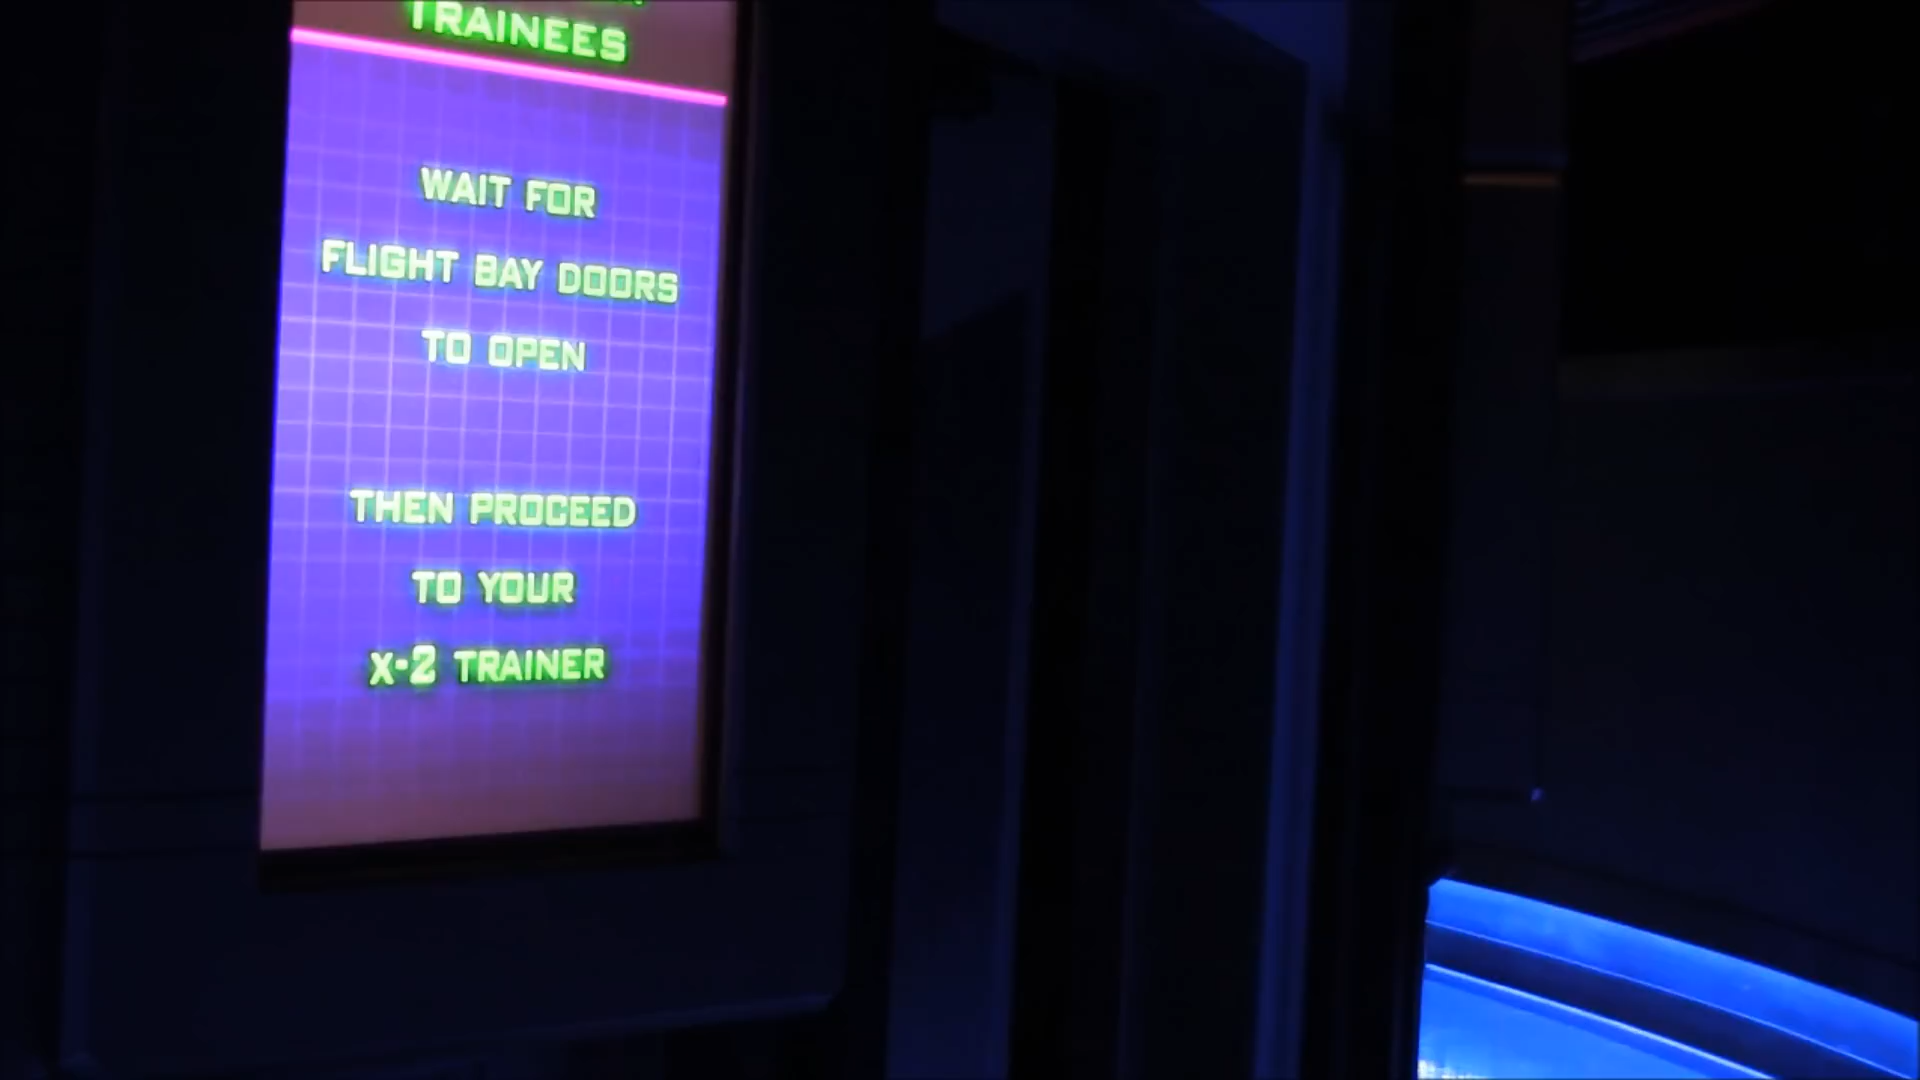 TRAINEES
WAIT FOR
FLIGHT BAY DOORS
TO OPEN
THEN PROCEED
TO YOUR
X-2 TRAINER